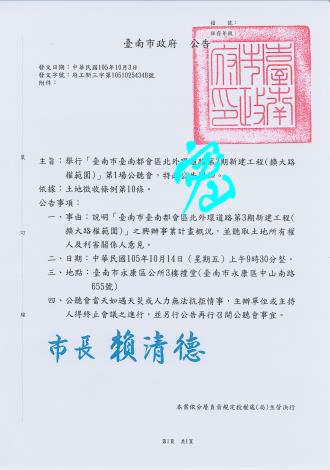 檔　號：
保存年限：
臺南市政府　公告
發文日期：中華民國105年10月3日
發文字號：府工新三字第1051025434B號
附件：
主旨：舉行「臺南市臺南都會區北外環道路第3期新建工程(擴大路
權範圍)」第1場公聽會，特此公告
依據：土地徵收條例第10條。
公告事項：
一、事由：說明「臺南市臺南都會區北外環道路第3期新建工程(
擴大路權範圍)」之興辦事業計畫概況，並聽取土地所有權
人及利害關係人意見。
二、日期：中華民國105年10月14日（星期五）上午9時30分整。
三、地點：臺南市永康區公所3樓禮堂(臺南市永康區中山南路
655號)
四、公聽會當天如遇天災或人力無法抗拒情事，主辦單位或主持
人得終止會議之進行，並另行公告再行召開公聽會事宜。
市長 賴清德
本案依分層負責規定授權處(局)主管決行
第1頁　共1頁
裝
訂
線
臺南市政府印